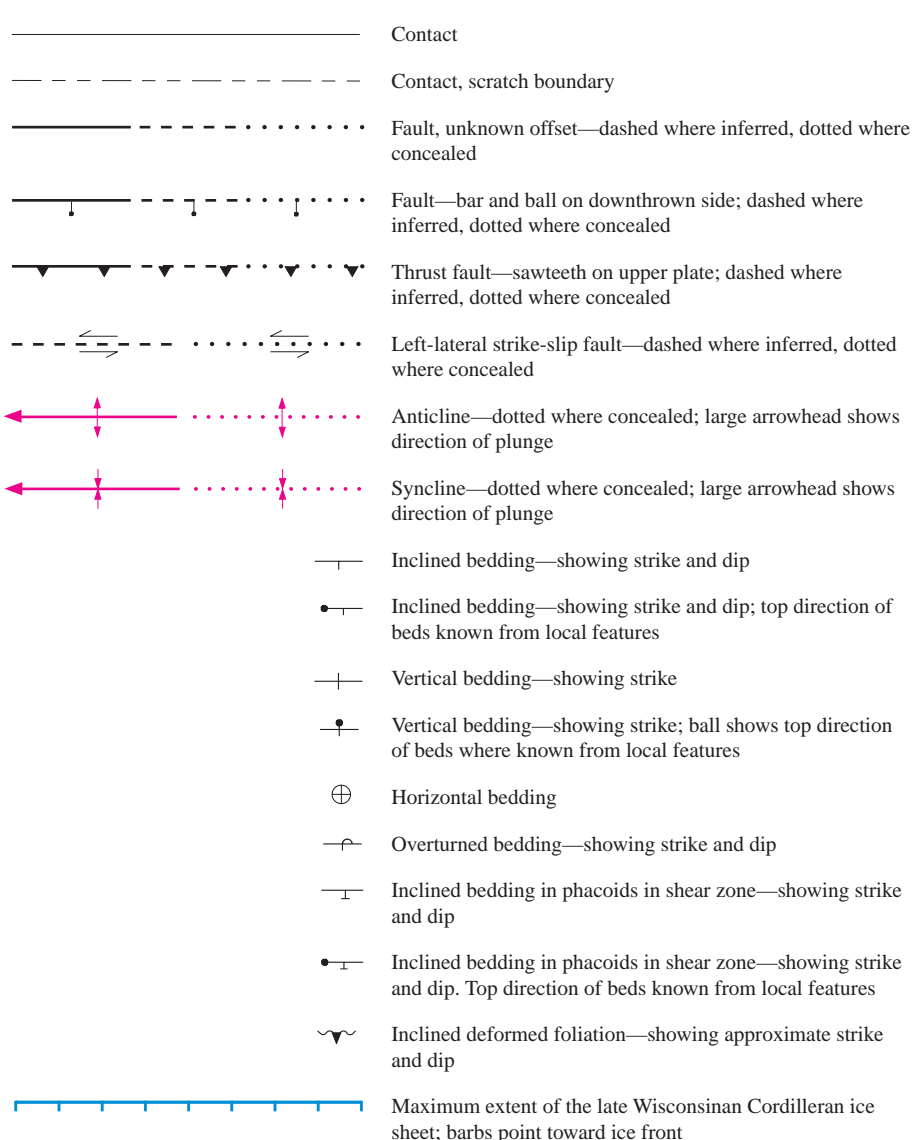 Contact
Contact, scratch boundary
Fault, unknown offset—dashed where inferred, dotted where
concealed
Fault—bar and ball on downthrown side; dashed where
inferred, dotted where concealed
Thrust fault—sawteeth on upper plate; dashed where
inferred, dotted where concealed
Left-lateral strike-slip fault—dashed where inferred, dotted
where concealed
Anticline—dotted where concealed; large arrowhead shows
direction of plunge
Syncline—dotted where concealed; large arrowhead shows
direction of plunge
Inclined bedding—showing strike and dip
Inclined bedding—showing strike and dip; top direction of
beds known from local features
Vertical bedding—showing strike
Vertical bedding—showing strike; ball shows top direction
of beds where known from local features
Horizontal bedding
Overturned bedding—showing strike and dip
Inclined bedding in phacoids in shear zone—showing strike
and dip
Inclined bedding in phacoids in shear zone—showing strike
and dip. Top direction of beds known from local features
Inclined deformed foliation—showing approximate strike
and dip
Maximum extent of the late Wisconsinan Cordilleran ice
sheet; barbs point toward ice front